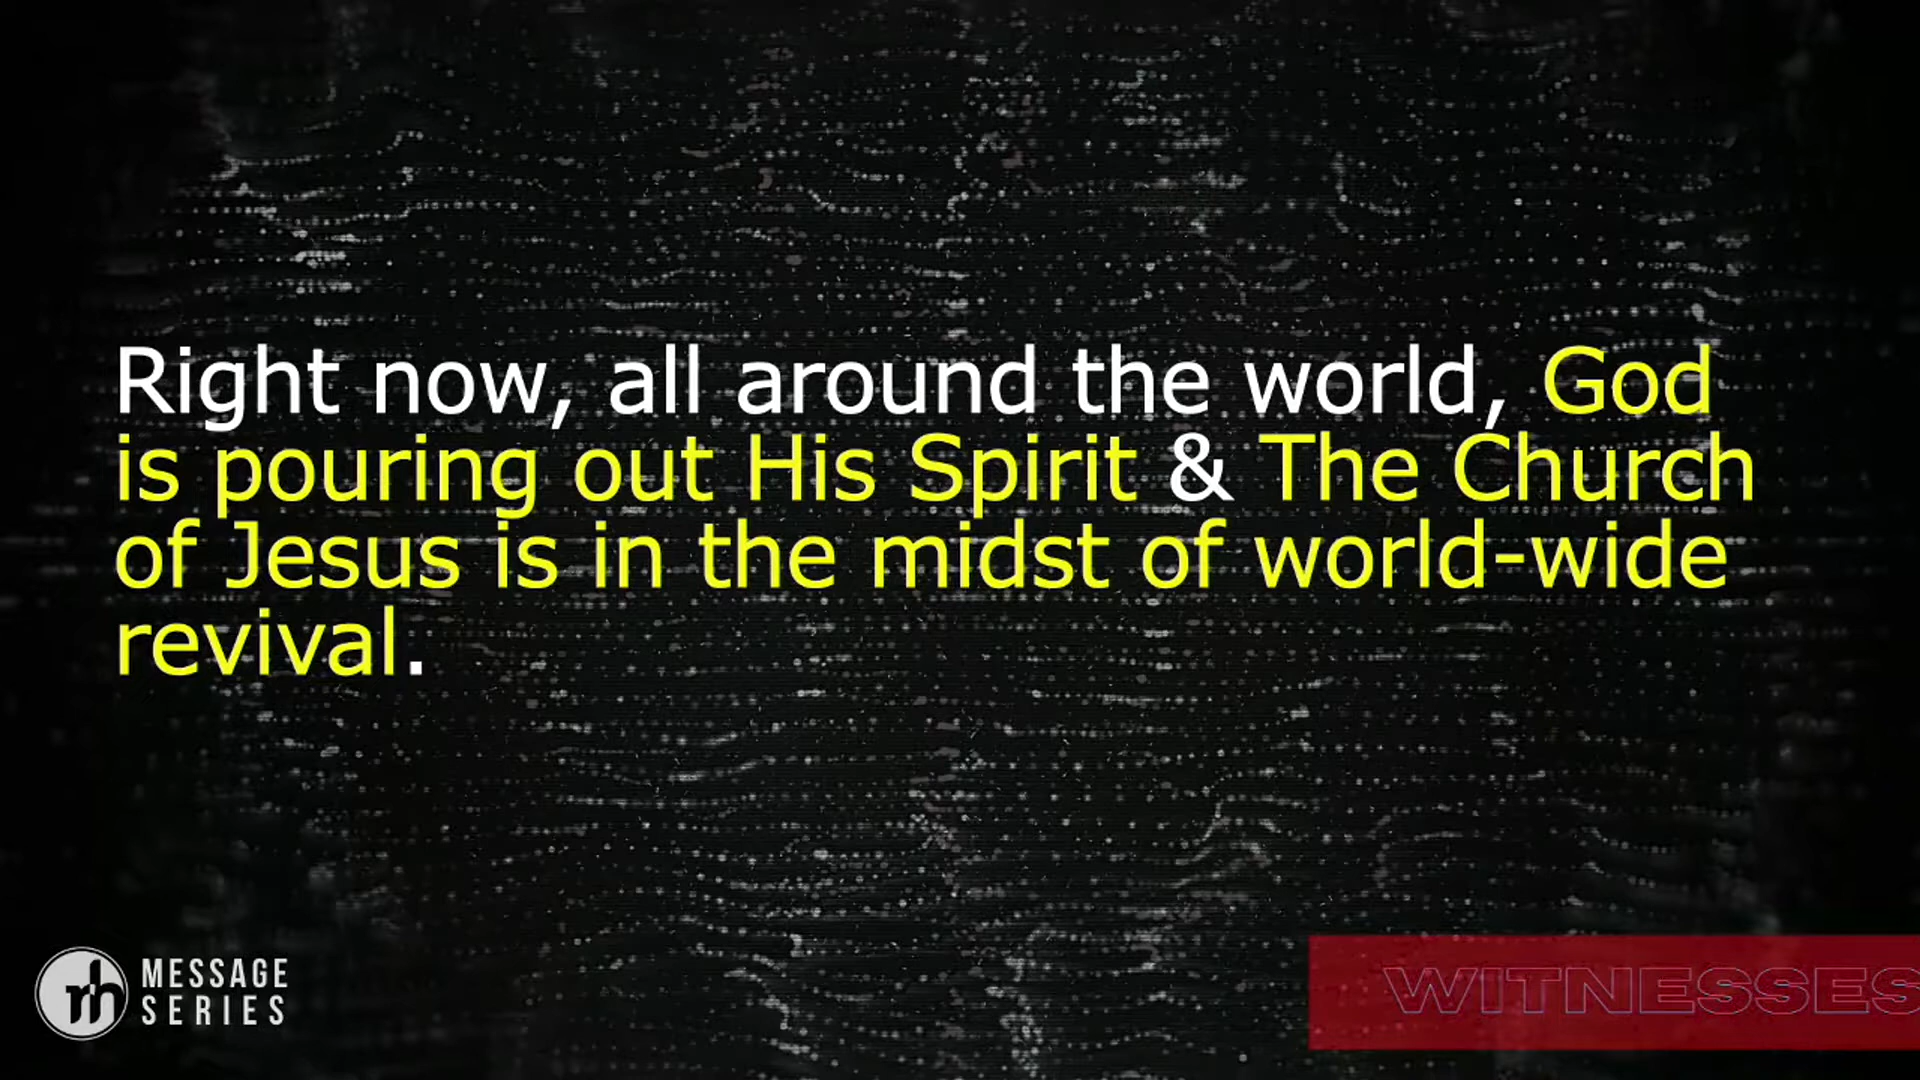 Right now, all around the world, God
is pouring out His Spirit & The Church
of Jesus is in the midst of world-wide
revival.
rh MESSAGE
SERIES
WITNESSES